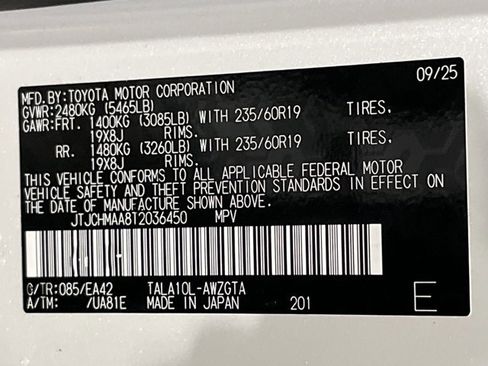 09/25
MFD.BY:TOYOTA MOTOR CORPORATION
GVWR:2480KG (5465LB)
GAWR:FRT. 1400KG (3085LB) WITH 235/60R19 TIRES.
19X8J RIMS.
RR. 1480KG (3260LB) WITH 235/60R19 TIRES.
19X8J RIMS.
THIS VEHICLE CONFORMS TO ALL APPLICABLE FEDERAL MOTOR
VEHICLE SAFETY AND THEFT PREVENTION STANDARDS IN EFFECT ON
THE DATE OF MANUFACTURE SHOWN ABOVE.
JTJCHMAA8T2036450 MPV
C/TR:085/EA42 TALA10L-AWZGTA
A/TM: /UA81E MADE IN JAPAN 201 E